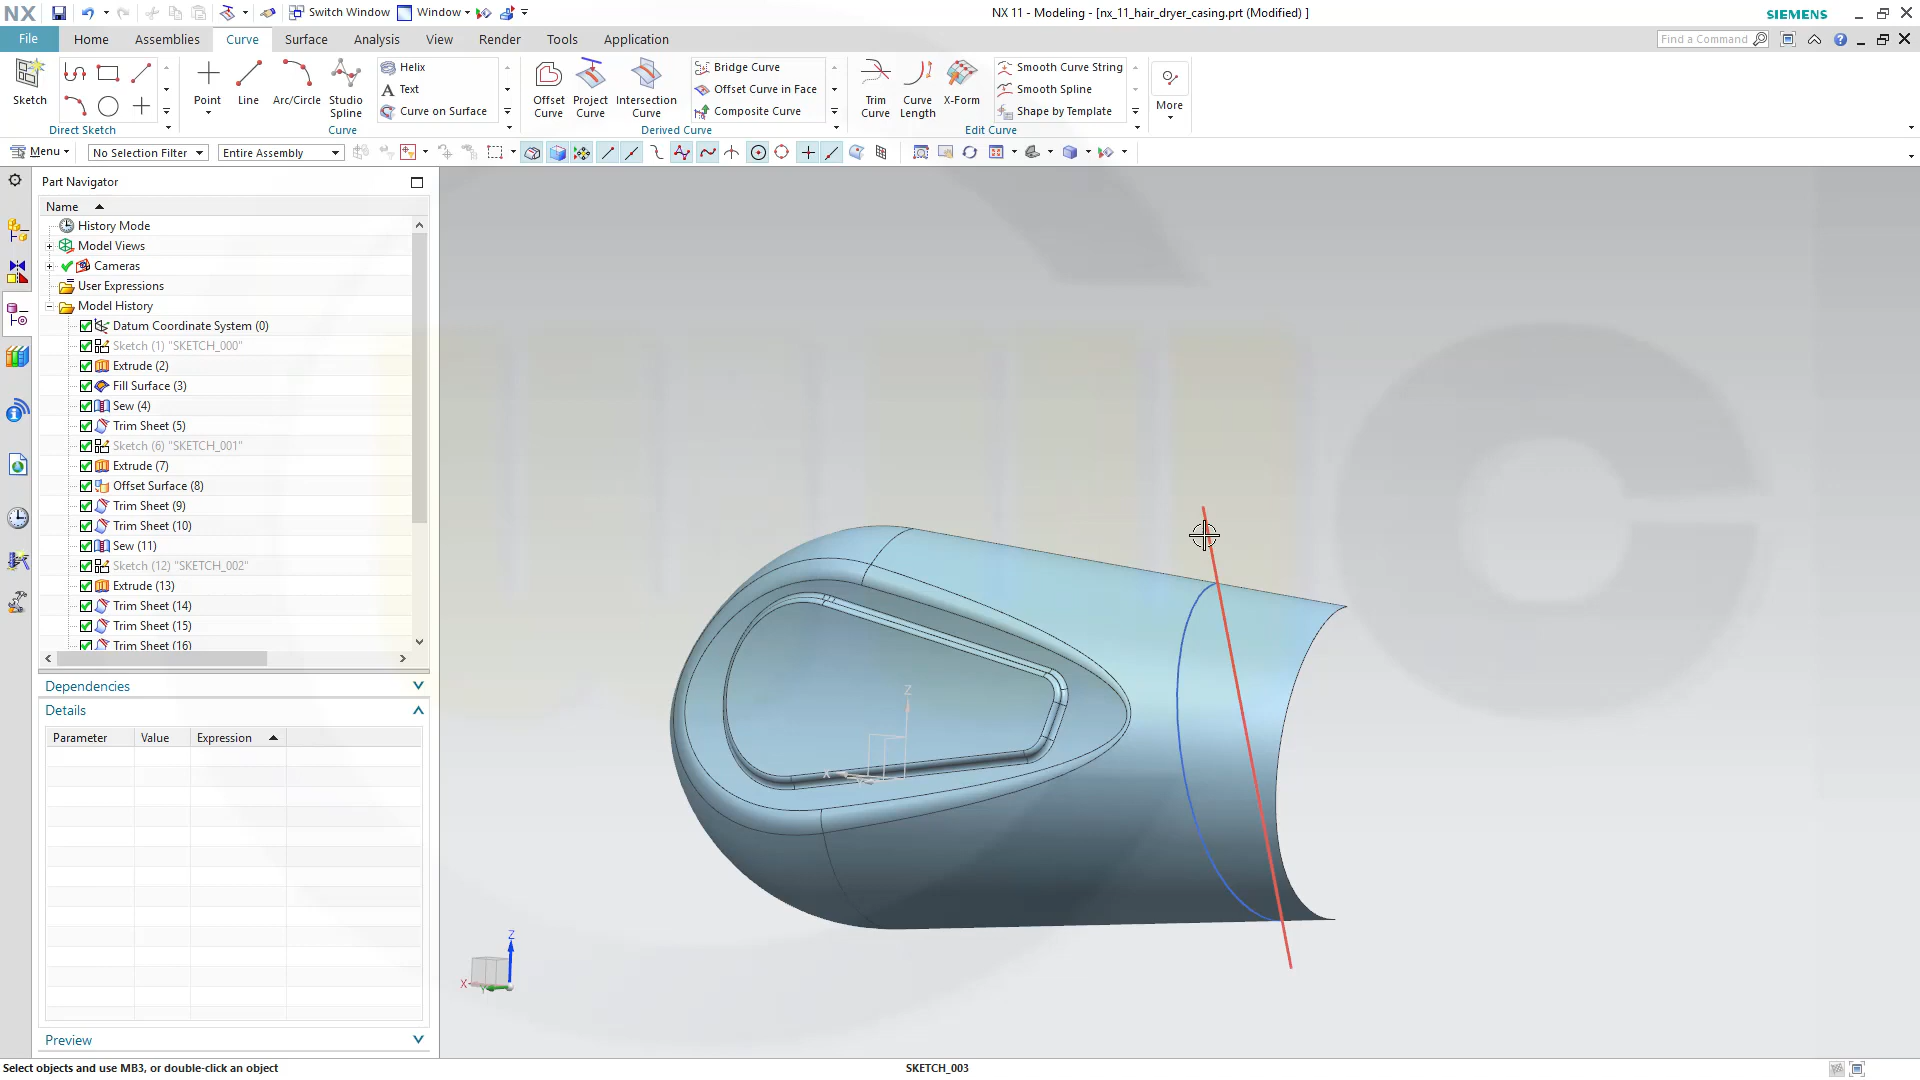 NX
Switch Window
Window
NX 11 - Modeling - [nx_11_hair_dryer_casing.prt (Modified) ]
SIEMENS
File
Home
Assemblies
Curve
Surface
Analysis
View
Render
Tools
Application
Find a Command
Sketch
Direct Sketch
Point
Line
Arc/Circle
Studio Spline
Helix
Text
Curve on Surface
Curve
Offset Curve
Project Curve
Intersection Curve
Bridge Curve
Offset Curve in Face
Composite Curve
Derived Curve
Trim Curve
Curve Length
X-Form
Smooth Curve String
Smooth Spline
Shape by Template
Edit Curve
More
Menu
No Selection Filter
Entire Assembly
Part Navigator
Name
History Mode
Model Views
Cameras
User Expressions
Model History
Datum Coordinate System (0)
Sketch (1) "SKETCH_000"
Extrude (2)
Fill Surface (3)
Sew (4)
Trim Sheet (5)
Sketch (6) "SKETCH_001"
Extrude (7)
Offset Surface (8)
Trim Sheet (9)
Trim Sheet (10)
Sew (11)
Sketch (12) "SKETCH_002"
Extrude (13)
Trim Sheet (14)
Trim Sheet (15)
Trim Sheet (16)
Dependencies
Details
Parameter Value Expression
Preview
Z
X
Z
X
Y
Select objects and use MB3, or double-click an object
SKETCH_003